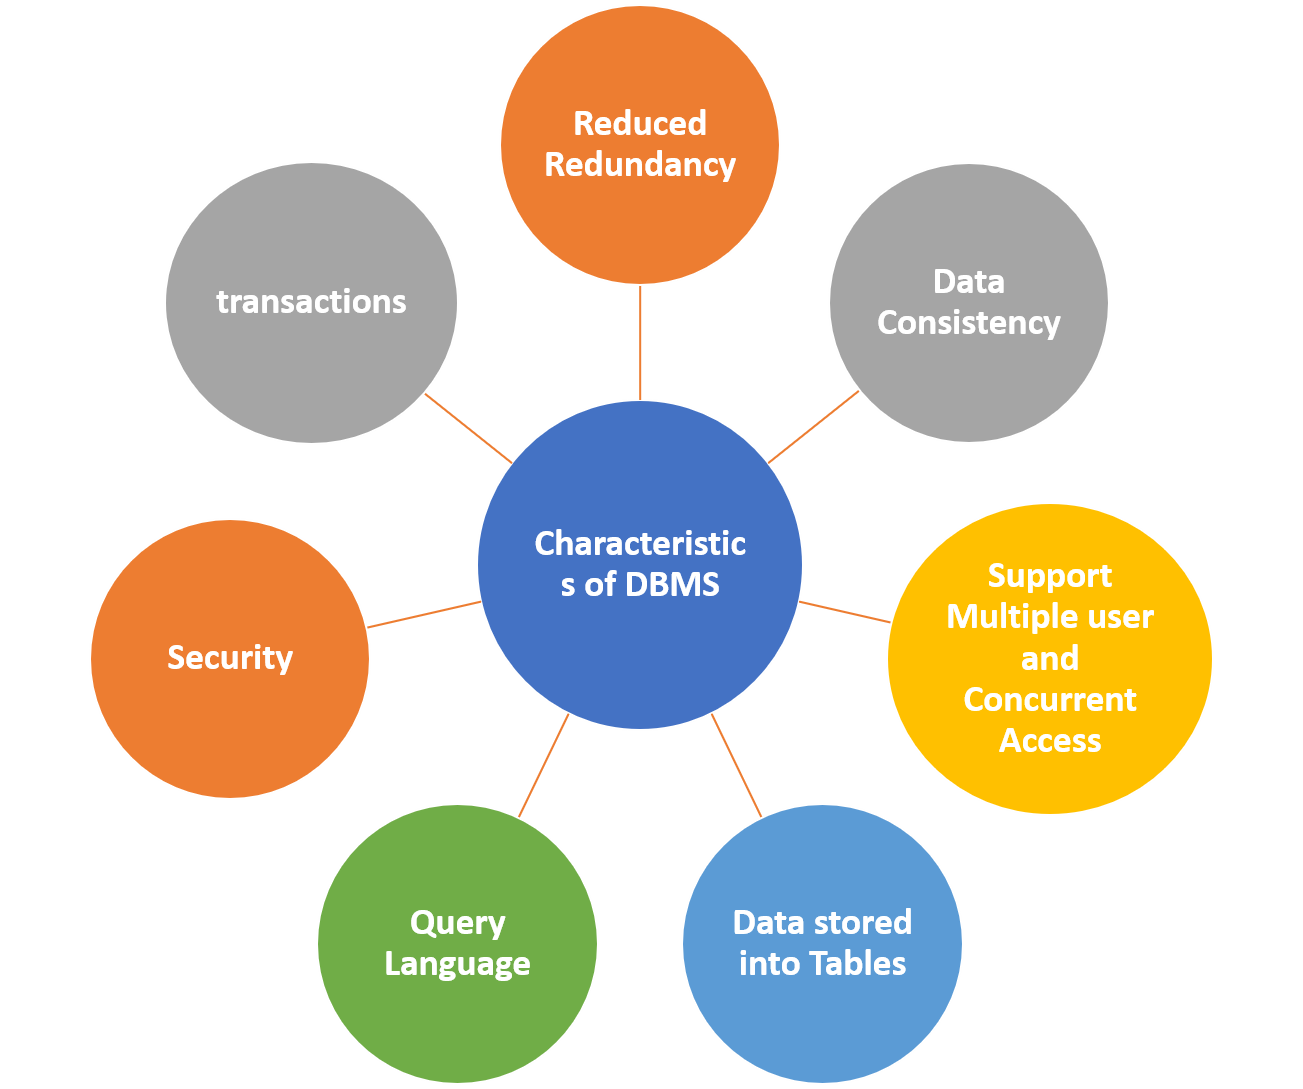 Reduced
Redundancy
transactions
Data
Consistency
Characteristic
s of DBMS
Support
Multiple user
and
Concurrent
Access
Security
Query
Language
Data stored
into Tables